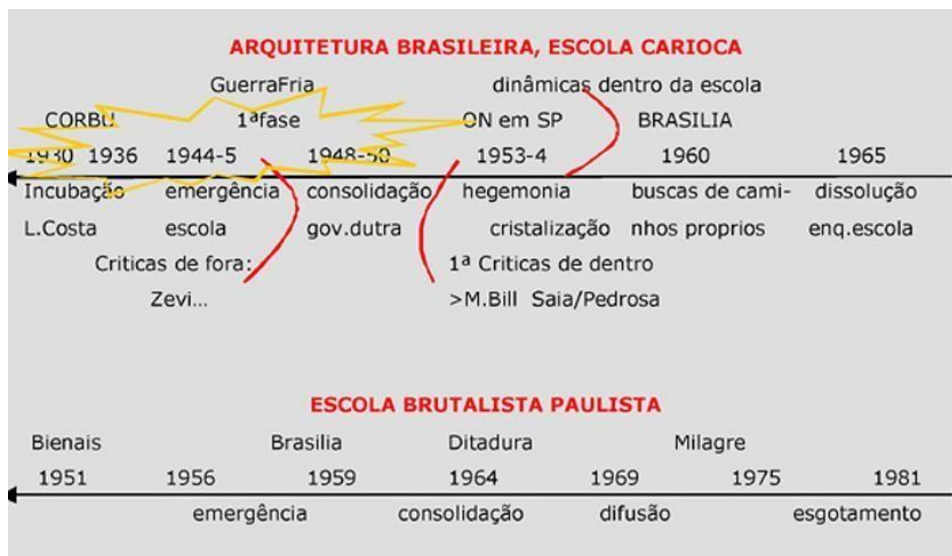 ARQUITETURA BRASILEIRA, ESCOLA CARIOCA
GuerraFria dinâmicas dentro da escola
CORBU 1ªfase ON em SP BRASILIA
1930 1936 1944-5 1948-50 1953-4 1960 1965
Incubação emergência consolidação hegemonia buscas de cami- dissolução
L.Costa escola gov.dutra cristalização nhos proprios enq.escola
Criticas de fora: 1ª Criticas de dentro
Zevi... >M.Bill Saia/Pedrosa
ESCOLA BRUTALISTA PAULISTA
Bienais Brasilia Ditadura Milagre
1951 1956 1959 1964 1969 1975 1981
emergência consolidação difusão esgotamento